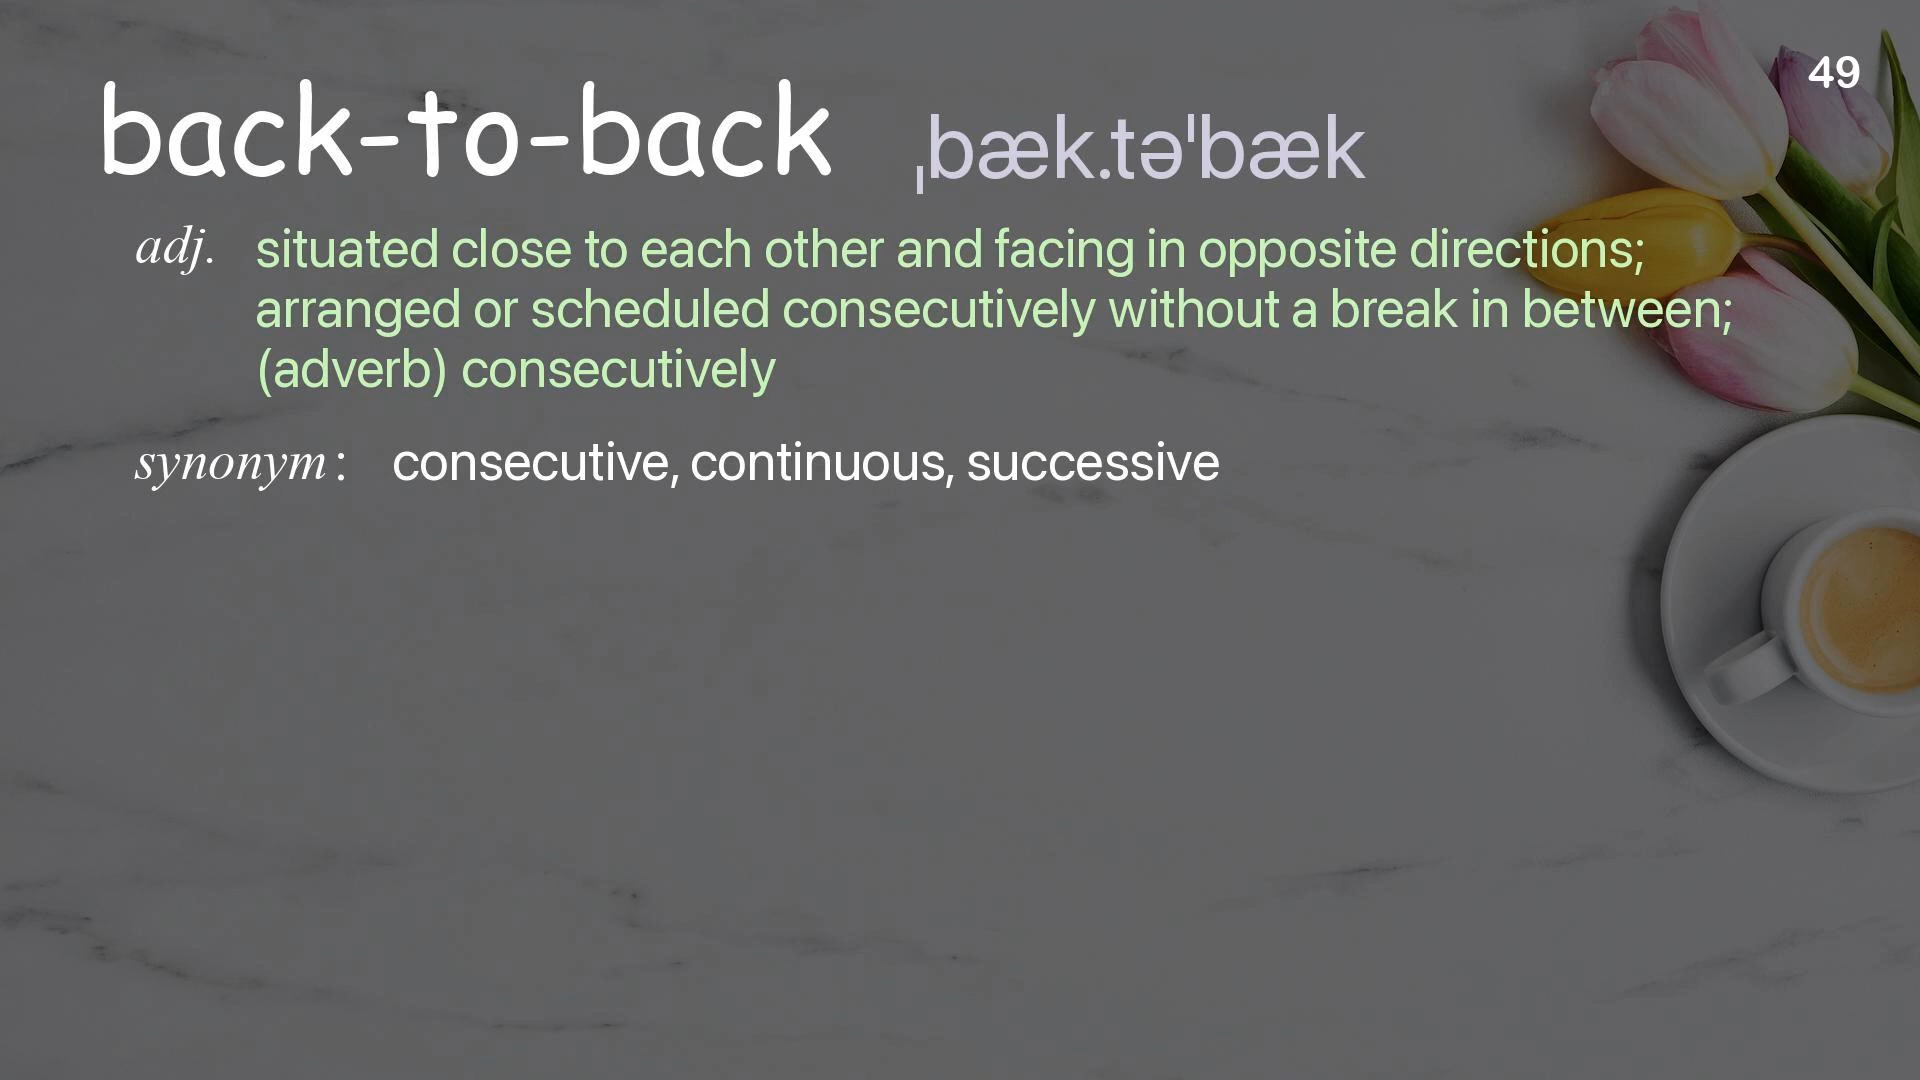 49
back-to-back ˌbæk.təˈbæk
adj. situated close to each other and facing in opposite directions;
arranged or scheduled consecutively without a break in between;
(adverb) consecutively
synonym: consecutive, continuous, successive